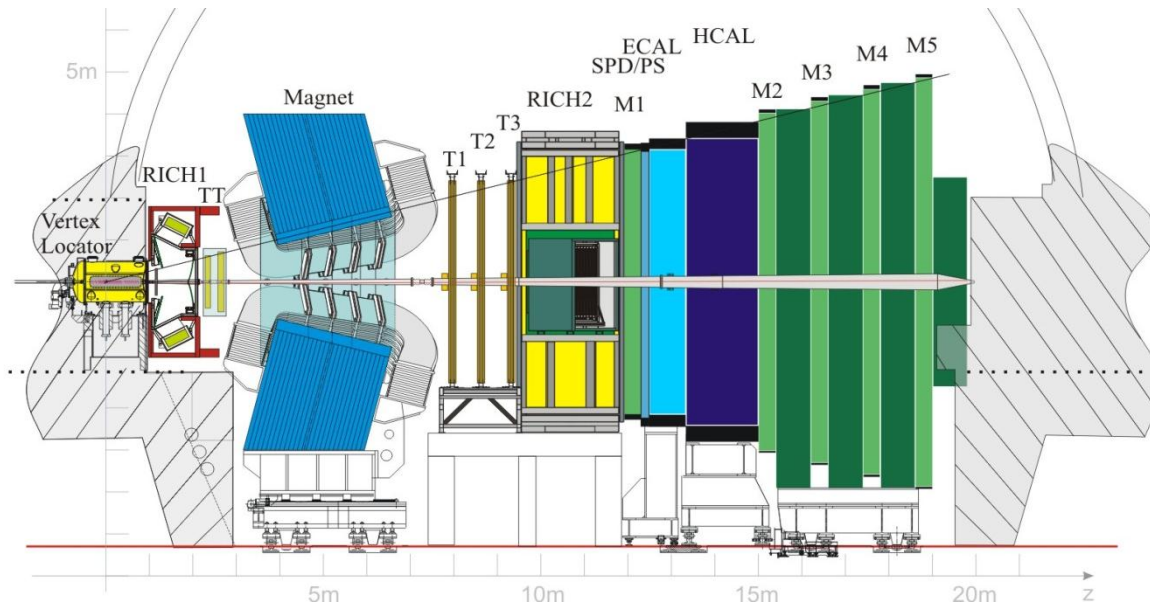 5m
Magnet
RICH1
TT
Vertex
Locator
T1
T2
T3
RICH2
SPD/PS
M1
ECAL
HCAL
M2
M3
M4
M5
5m
10m
15m
20m
z